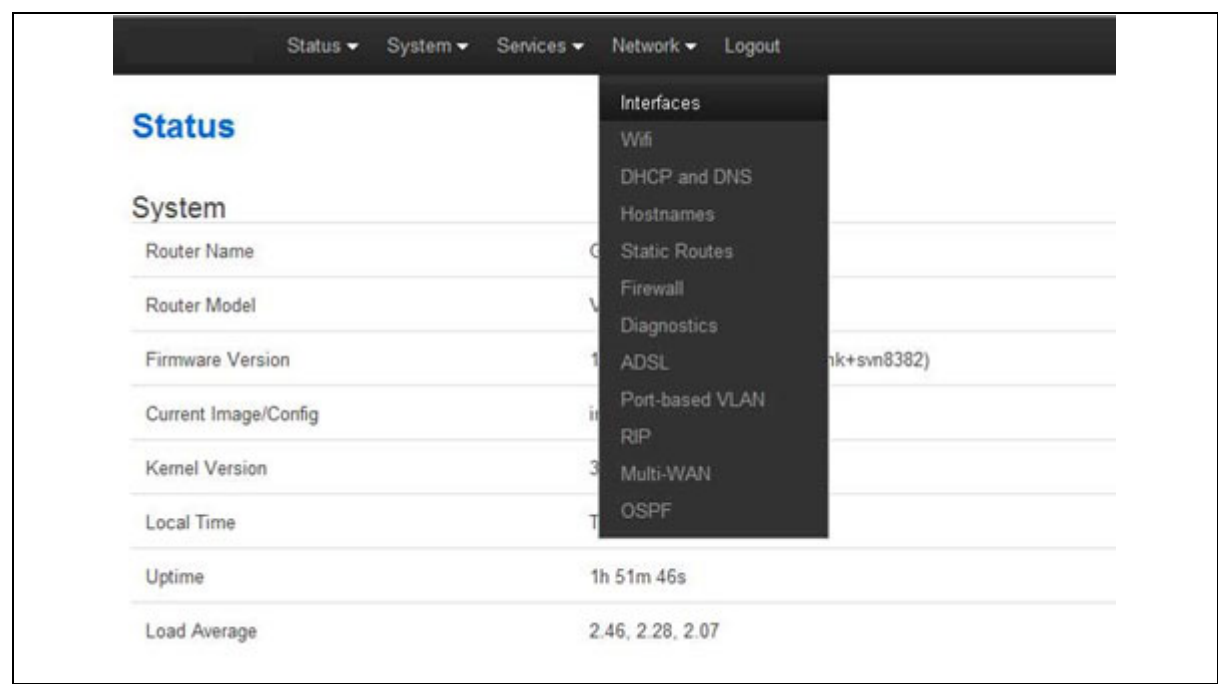 Status System Services Network Logout
Interfaces
Wifi
DHCP and DNS
Hostnames
Static Routes
Firewall
Diagnostics
ADSL
Port-based VLAN
RIP
Multi-WAN
OSPF
Status
System
Router Name
Router Model
Firmware Version nk+svn8382)
Current Image/Config
Kernel Version
Local Time
Uptime 1h 51m 46s
Load Average 2.46, 2.28, 2.07